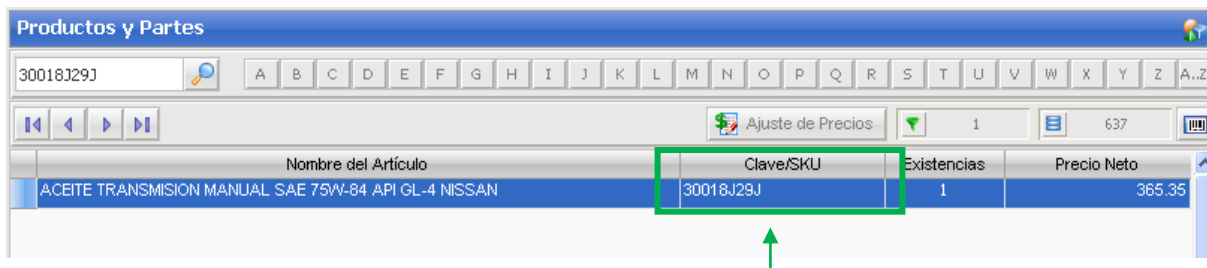 Productos y Partes
30018J29J A B C D E F G H I J K L M N O P Q R S T U V W X Y Z A..Z
Ajuste de Precios 1 637
Nombre del Artículo Clave/SKU Existencias Precio Neto
ACEITE TRANSMISION MANUAL SAE 75W-84 API GL-4 NISSAN 30018J29J 1 365.35